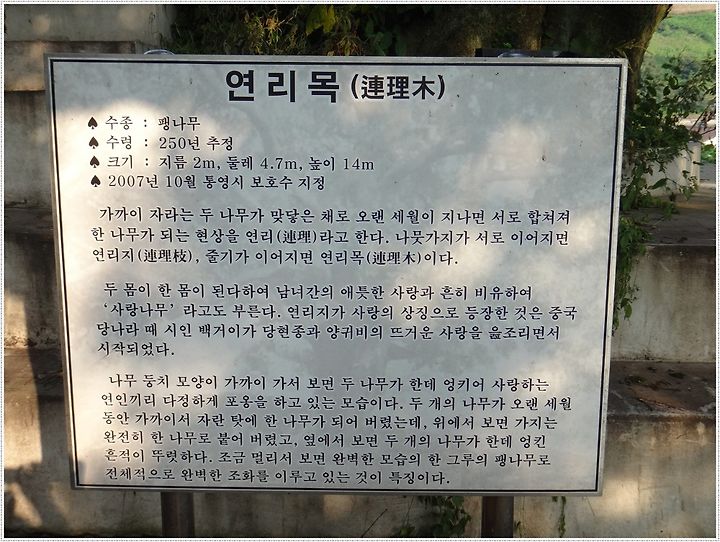 연리목 (連理木)
♠ 수종 : 팽나무
♠ 수령 : 250년 추정
♠ 크기 : 지름 2m, 둘레 4.7m, 높이 14m
♠ 2007년 10월 통영시 보호수 지정
가까이 자라는 두 나무가 맞닿은 채로 오랜 세월이 지나면 서로 합쳐져
한 나무가 되는 현상을 연리(連理)라고 한다. 나뭇가지가 서로 이어지면
연리지(連理枝), 줄기가 이어지면 연리목(連理木)이다.
두 몸이 한 몸이 된다하여 남녀간의 애틋한 사랑과 흔히 비유하여
‘사랑나무’ 라고도 부른다. 연리지가 사랑의 상징으로 등장한 것은 중국
당나라 때 시인 백거이가 당현종과 양귀비의 뜨거운 사랑을 읊조리면서
시작되었다.
나무 둥치 모양이 가까이 가서 보면 두 나무가 한데 엉키어 사랑하는
연인끼리 다정하게 포옹을 하고 있는 모습이다. 두 개의 나무가 오랜 세월
동안 가까이서 자란 탓에 한 나무가 되어 버렸는데, 위에서 보면 가지는
완전히 한 나무로 붙어 버렸고, 옆에서 보면 두 개의 나무가 한데 엉킨
흔적이 뚜렷하다. 조금 멀리서 보면 완벽한 모습의 한 그루의 팽나무로
전체적으로 완벽한 조화를 이루고 있는 것이 특징이다.